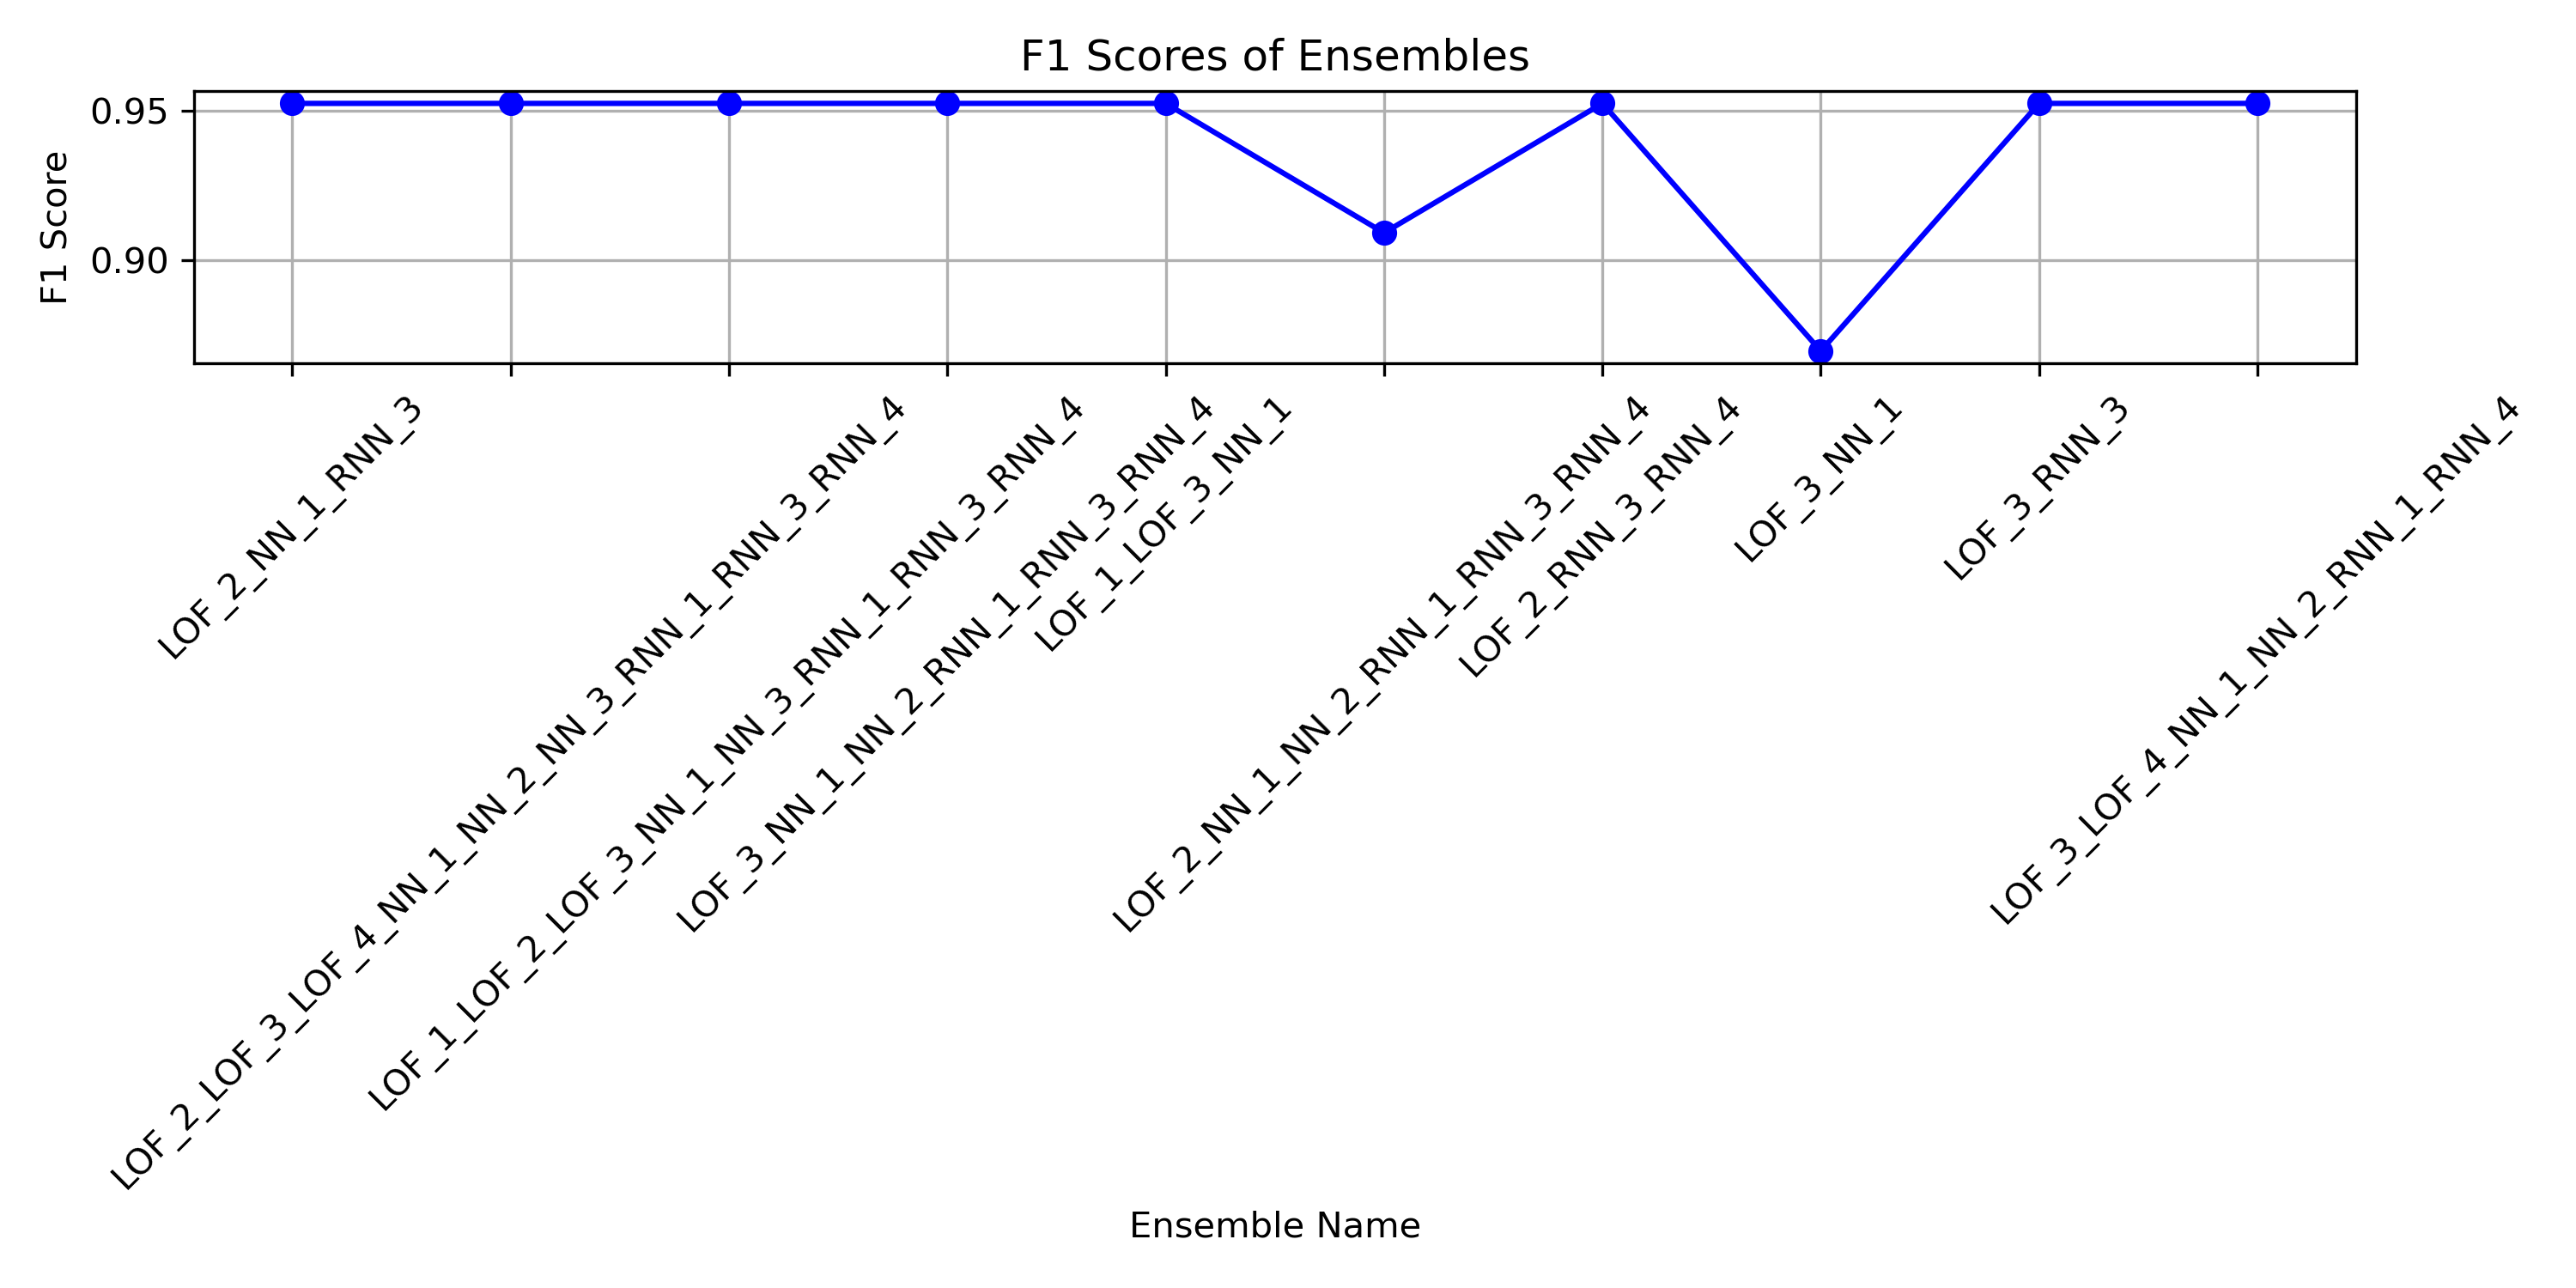 F1 Scores of Ensembles
F1 Score
0.95
0.90
LOF_2_NN_1_RNN_3
LOF_2_LOF_3_LOF_4_NN_1_NN_2_NN_3_RNN_1_RNN_3_RNN_4
LOF_1_LOF_2_LOF_3_NN_1_NN_3_RNN_1_RNN_3_RNN_4
LOF_3_NN_1_NN_2_RNN_1_RNN_3_RNN_4
LOF_1_LOF_3_NN_1
LOF_2_NN_1_NN_2_RNN_1_RNN_3_RNN_4
LOF_2_RNN_3_RNN_4
LOF_3_NN_1
LOF_3_RNN_3
LOF_3_LOF_4_NN_1_NN_2_RNN_1_RNN_4
Ensemble Name